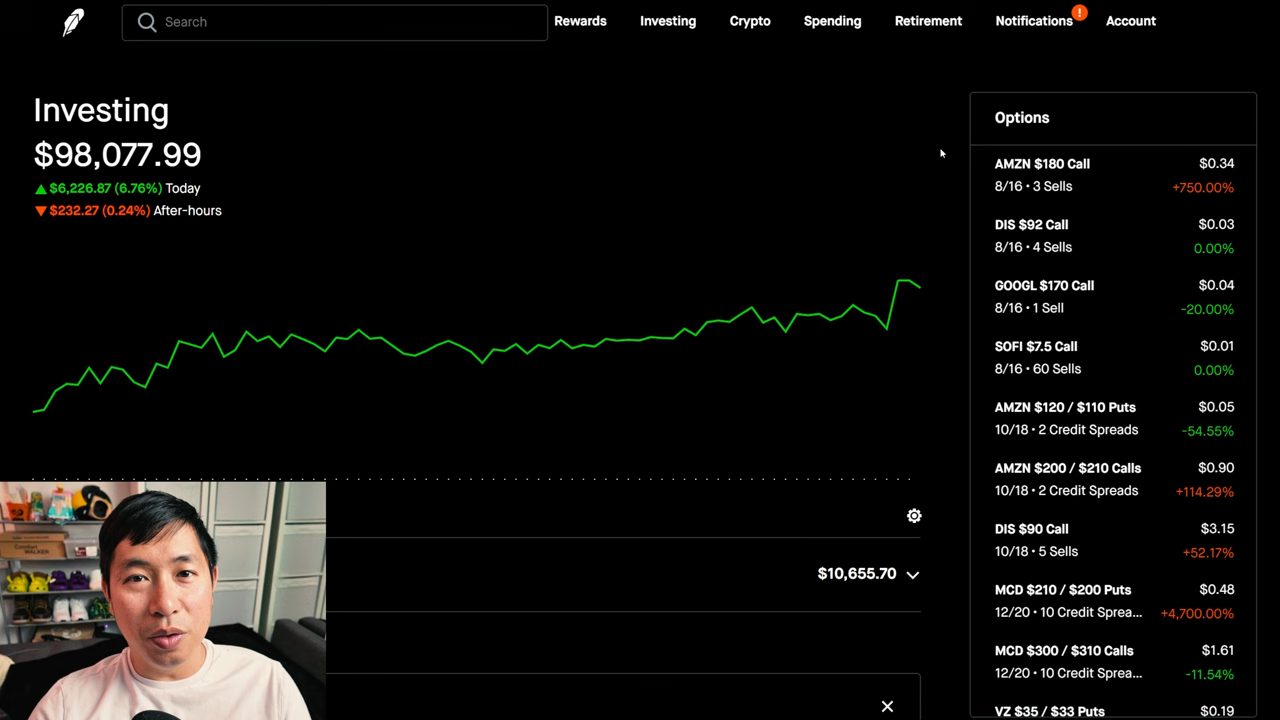 Search
Rewards
Investing
Crypto
Spending
Retirement
Notifications
!
Account
Investing
$98,077.99
▲ $6,226.87 (6.76%) Today
▼ $232.27 (0.24%) After-hours
$10,655.70
Options
AMZN $180 Call $0.34
8/16 • 3 Sells +750.00%
DIS $92 Call $0.03
8/16 • 4 Sells 0.00%
GOOGL $170 Call $0.04
8/16 • 1 Sell -20.00%
SOFI $7.5 Call $0.01
8/16 • 60 Sells 0.00%
AMZN $120 / $110 Puts $0.05
10/18 • 2 Credit Spreads -54.55%
AMZN $200 / $210 Calls $0.90
10/18 • 2 Credit Spreads +114.29%
DIS $90 Call $3.15
10/18 • 5 Sells +52.17%
MCD $210 / $200 Puts $0.48
12/20 • 10 Credit Sprea... +4,700.00%
MCD $300 / $310 Calls $1.61
12/20 • 10 Credit Sprea... -11.54%
VZ $35 / $33 Puts $0.19